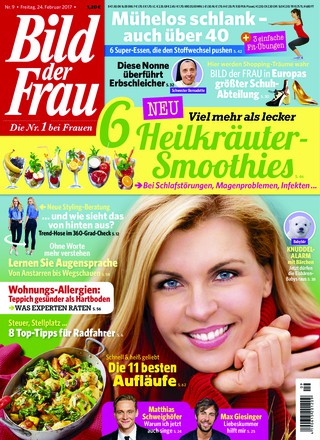 Nr. 9 • Freitag, 24. Februar 2017 •
Bild
der
Frau
Die Nr. 1 bei Frauen
Mühelos schlank –
auch über 40
6 Super-Essen, die den Stoffwechsel pushen
+ 3 einfache
Fit-Übungen
Diese Nonne
überführt
Erbschleicher
Schwester Bernadette
Hier werden Shopping-Träume wahr
BILD der FRAU in Europas
größter Schuh-
Abteilung
NEU
Viel mehr als lecker
6 Heilkräuter-
Smoothies
Bei Schlafstörungen, Magenproblemen, Infekten ...
Neue Styling-Beratung
... und wie sieht das
von hinten aus?
Trend-Hose im 360-Grad-Check
Ohne Worte
mehr verstehen
Lernen Sie Augensprache
Von Anstarren bis Wegschauen
Wohnungs-Allergien:
Teppich gesünder als Hartboden
WAS EXPERTEN RATEN
Steuer, Stellplatz ...
8 Top-Tipps für Radfahrer
KNUDDEL-
ALARM
Schnell & heiß geliebt
Die 11 besten
Aufläufe
Matthias
Schweighöfer
Warum ich jetzt
auch singe
Max Giesinger
Liebeskummer
hilft mir